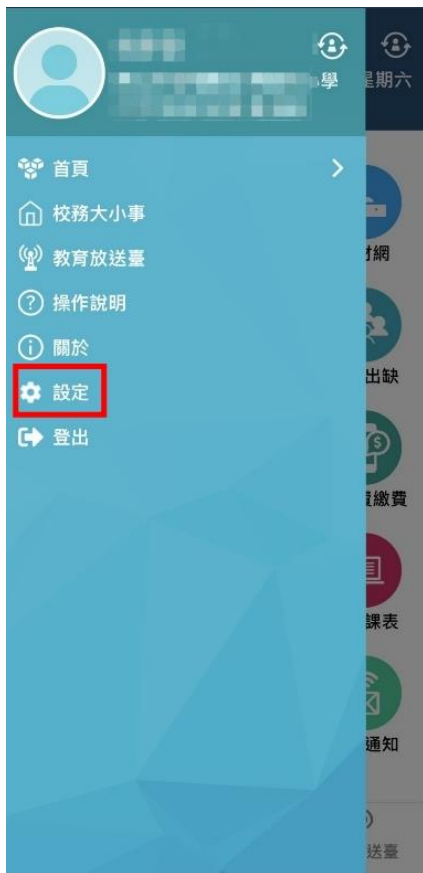 學
星期六
首頁
校務大小事
教育放送臺
操作說明
關於
設定
登出
網
出缺
繳費
課表
通知
送臺